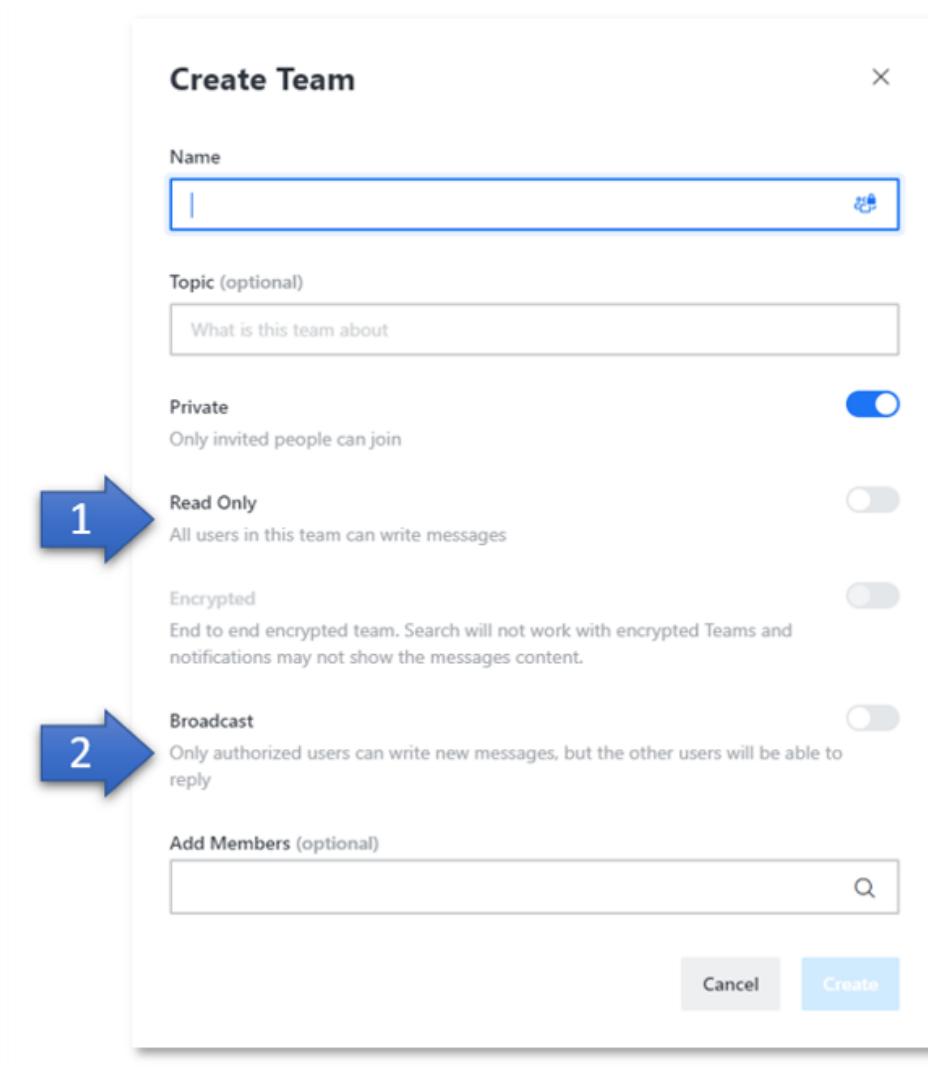 Create Team
Name
Topic (optional)
What is this team about
Private
Only invited people can join
1
Read Only
All users in this team can write messages
Encrypted
End to end encrypted team. Search will not work with encrypted Teams and
notifications may not show the messages content.
2
Broadcast
Only authorized users can write new messages, but the other users will be able to
reply
Add Members (optional)
Cancel
Create